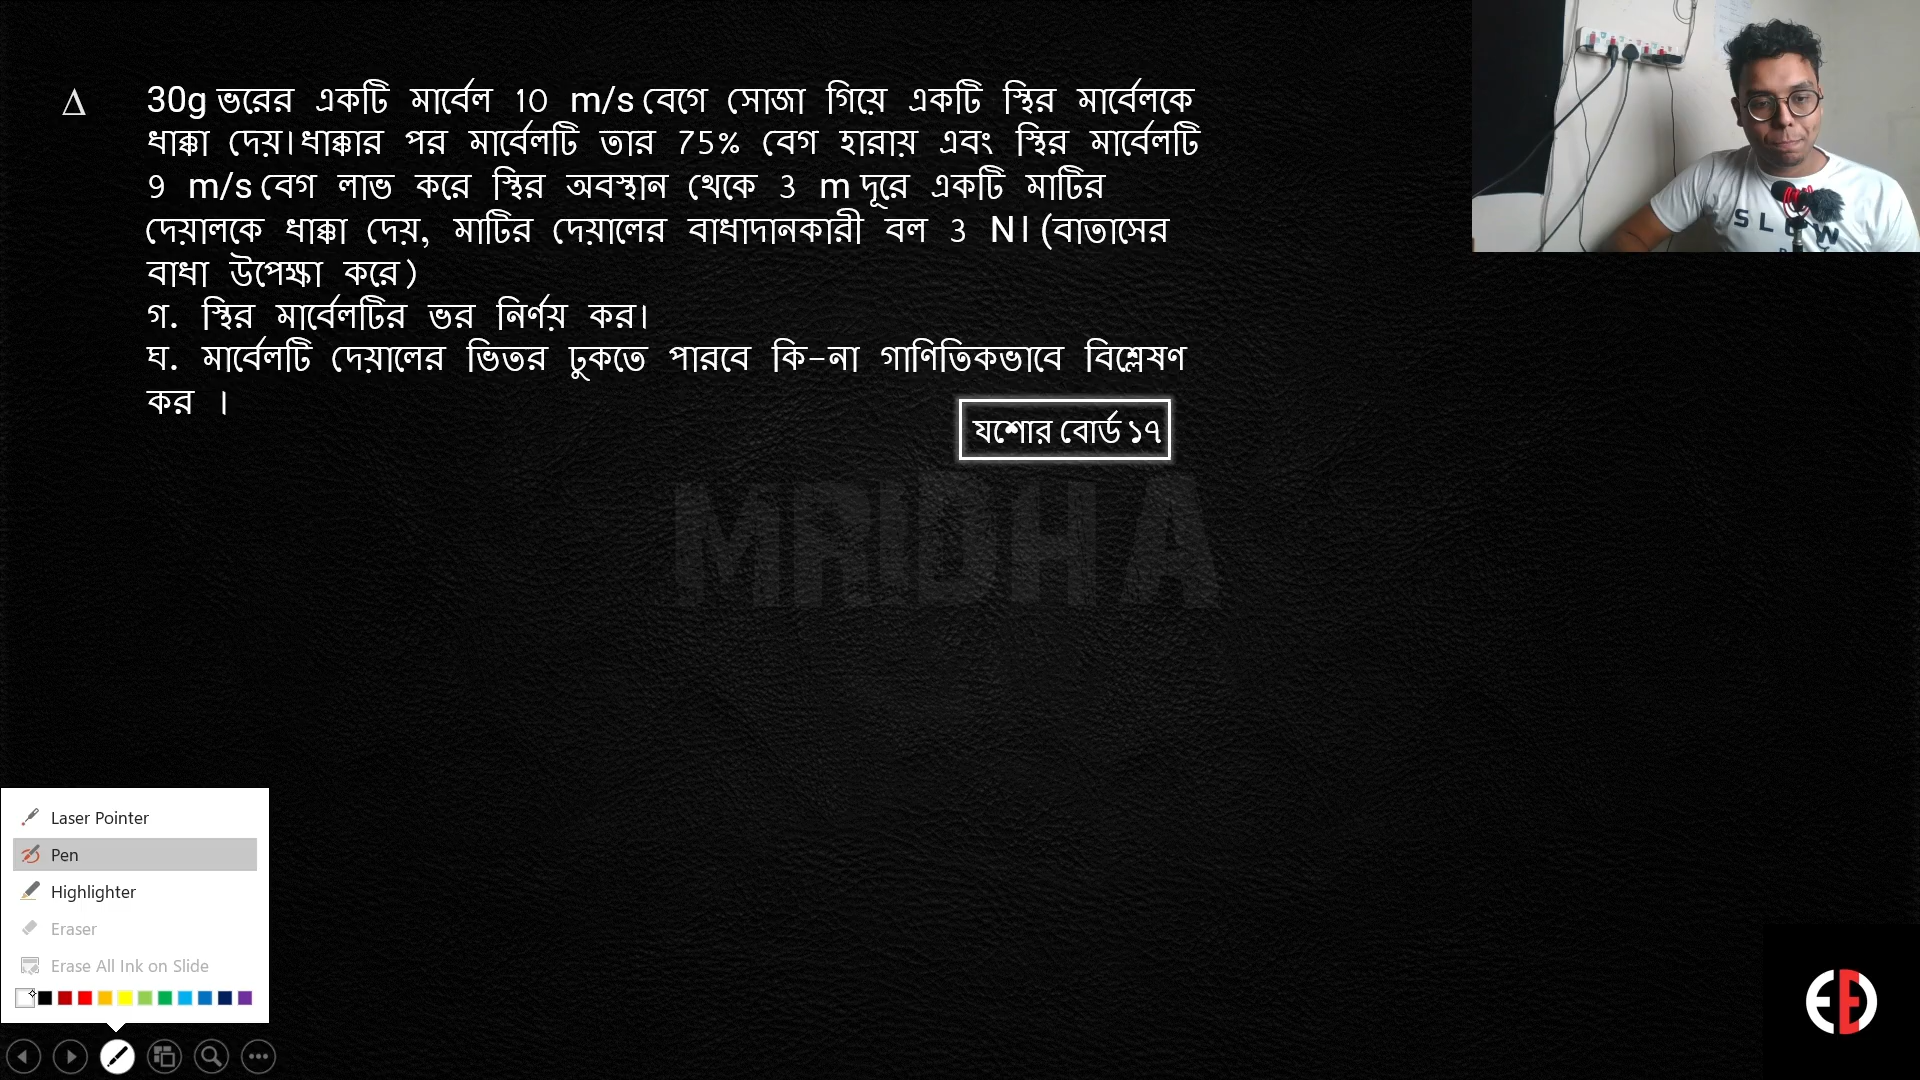 Δ 30g ভরের একটি মার্বেল 10 m/s বেগে সোজা গিয়ে একটি স্থির মার্বেলকে
ধাক্কা দেয়।ধাক্কার পর মার্বেলটি তার 75% বেগ হারায় এবং স্থির মার্বেলটি
9 m/s বেগ লাভ করে স্থির অবস্থান থেকে 3 m দূরে একটি মাটির
দেয়ালকে ধাক্কা দেয়, মাটির দেয়ালের বাধাদানকারী বল 3 N। (বাতাসের
বাধা উপেক্ষা করে)
গ. স্থির মার্বেলটির ভর নির্ণয় কর।
ঘ. মার্বেলটি দেয়ালের ভিতর ঢুকতে পারবে কি-না গাণিতিকভাবে বিশ্লেষণ
কর ।
যশোর বোর্ড ১৭
MRIDHA
SLOW
Laser Pointer
Pen
Highlighter
Eraser
Erase All Ink on Slide